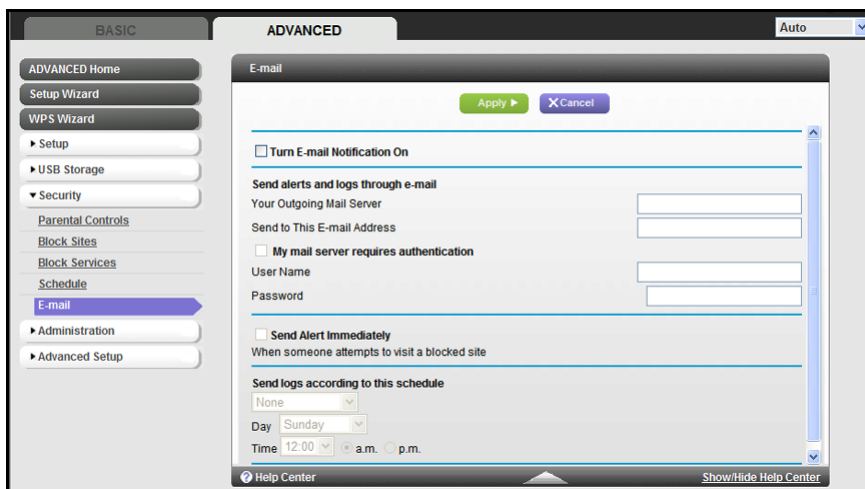 BASIC
ADVANCED
Auto
ADVANCED Home
Setup Wizard
WPS Wizard
Setup
USB Storage
Security
Parental Controls
Block Sites
Block Services
Schedule
E-mail
Administration
Advanced Setup
E-mail
Apply
Cancel
Turn E-mail Notification On
Send alerts and logs through e-mail
Your Outgoing Mail Server
Send to This E-mail Address
My mail server requires authentication
User Name
Password
Send Alert Immediately
When someone attempts to visit a blocked site
Send logs according to this schedule
None
Day Sunday
Time 12:00 a.m. p.m.
Help Center
Show/Hide Help Center